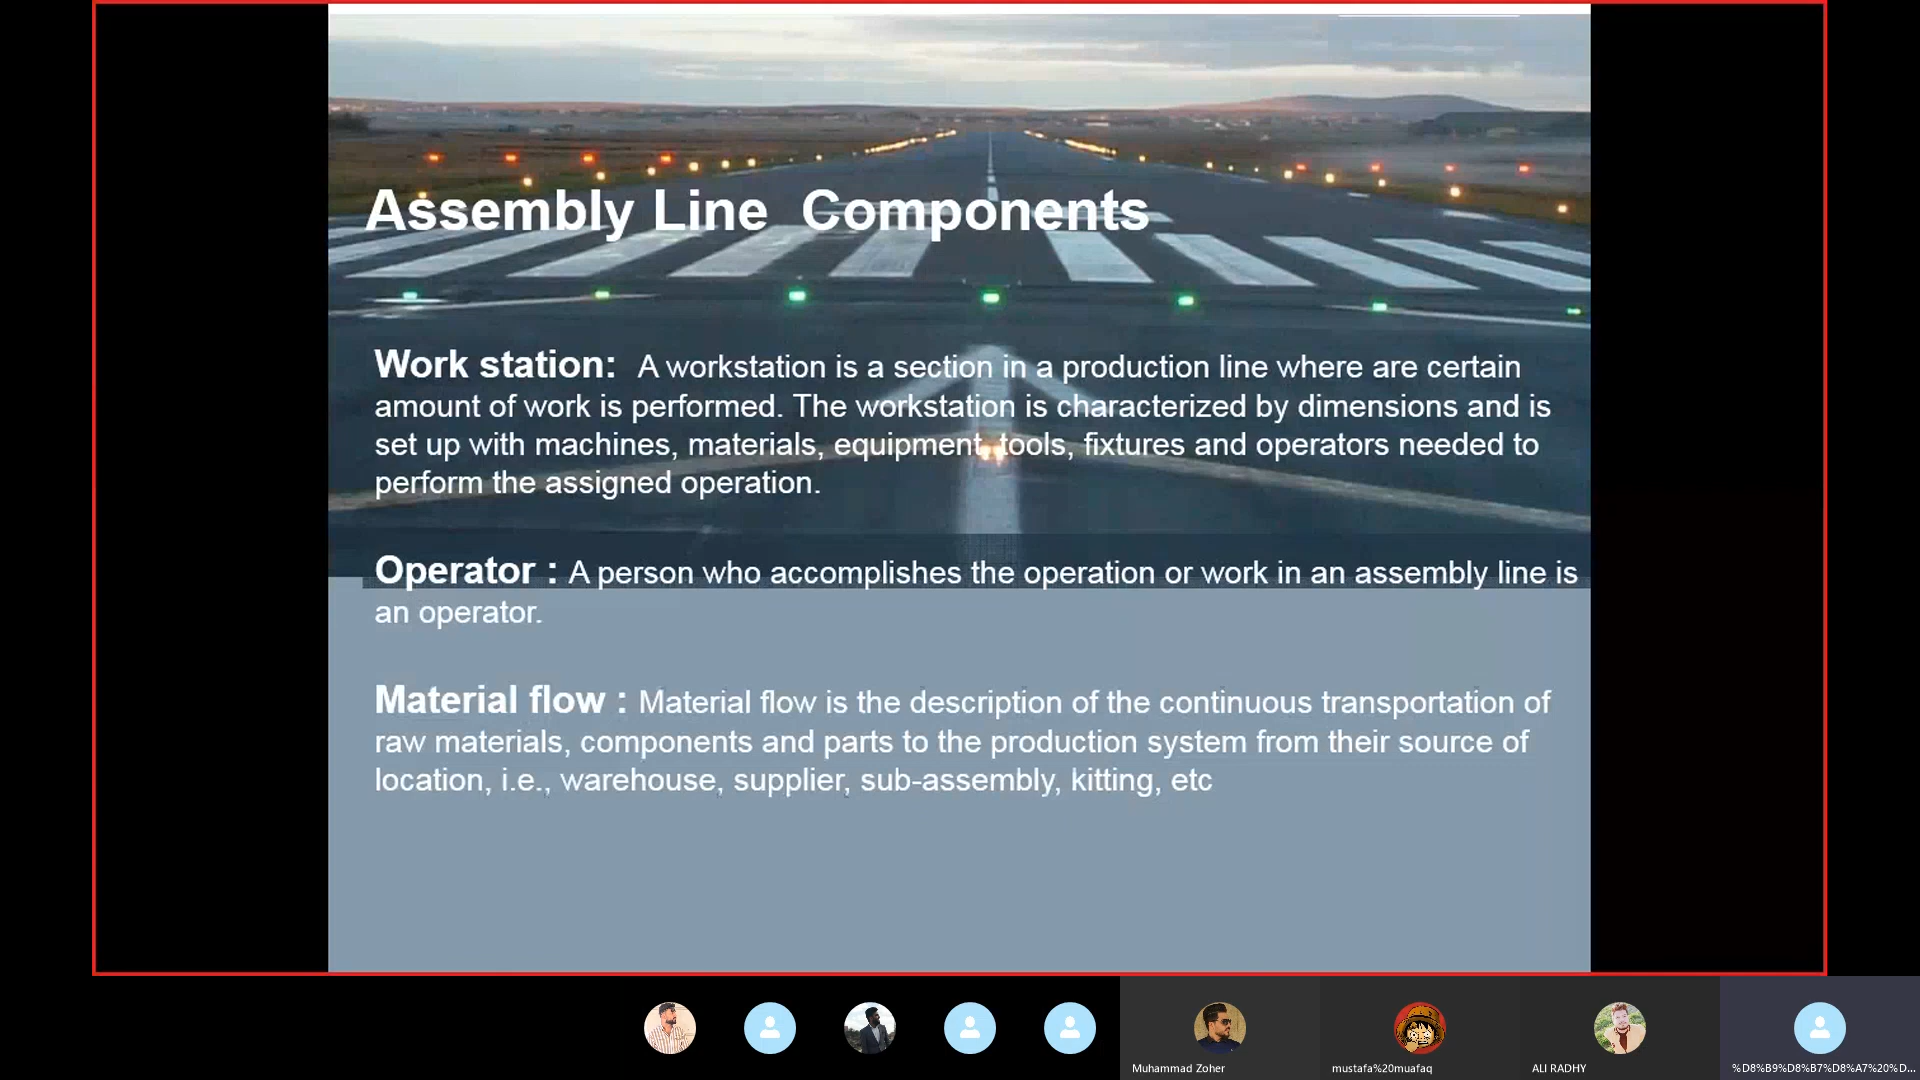 Assembly Line  Components
Work station:  A workstation is a section in a production line where are certain
amount of work is performed. The workstation is characterized by dimensions and is
set up with machines, materials, equipment, tools, fixtures and operators needed to
perform the assigned operation.
Operator : A person who accomplishes the operation or work in an assembly line is
an operator.
Material flow : Material flow is the description of the continuous transportation of
raw materials, components and parts to the production system from their source of
location, i.e., warehouse, supplier, sub-assembly, kitting, etc
Muhammad Zoher
mustafa%20muafaq
ALI RADHY
%D8%B9%D8%B7%D8%A7%20%D...